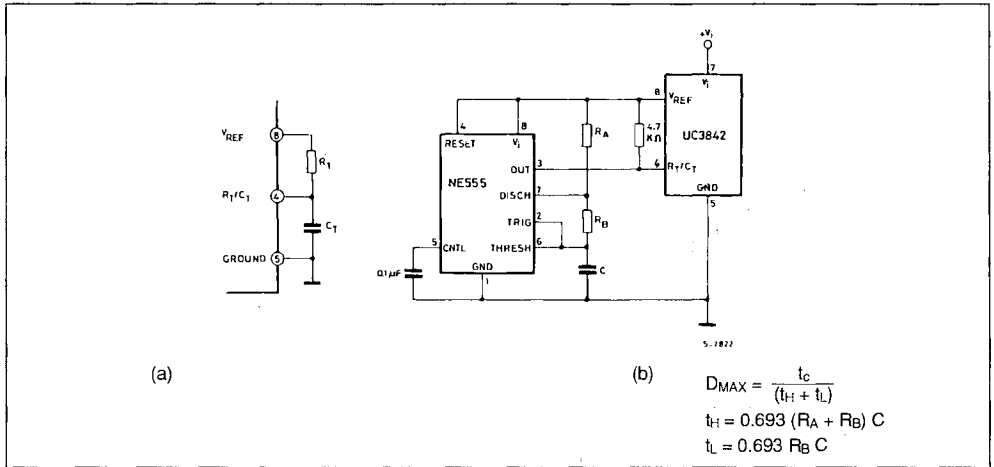 VREF
8
R1
RT/CT
4
CT
GROUND
5
(a)
+Vi
7
Vi
8
VREF
UC3842
4
RT/CT
GND
5
4.7
KΩ
RA
4
RESET
8
Vi
NE555
3
OUT
7
DISCH
RB
2
TRIG
6
THRESH
5
CNTL
0.1µF
GND
1
C
S-7822
(b)
DMAX = tc
(tH + tL)
tH = 0.693 (RA + RB) C
tL = 0.693 RB C